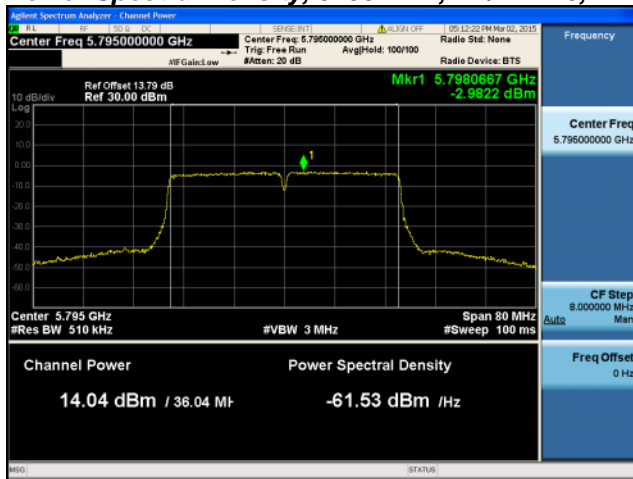 Agilent Spectrum Analyzer - Channel Power
RL RF 50 Ω DC SENSE:INT ALIGN OFF 05:12:22 PM Mar 02, 2015
Center Freq 5.795000000 GHz
Center Freq: 5.795000000 GHz
Radio Std: None
Trig: Free Run Avg|Hold: 100/100
#IFGain:Low #Atten: 20 dB Radio Device: BTS
Mkr1 5.7980667 GHz
-2.9822 dBm
Ref Offset 13.79 dB
10 dB/div Ref 30.00 dBm
Log
20.0
10.0
0.00
-10.0
-20.0
-30.0
-40.0
-50.0
-60.0
1
Center 5.795 GHz Span 80 MHz
#Res BW 510 kHz #VBW 3 MHz #Sweep 100 ms
Channel Power Power Spectral Density
14.04 dBm / 36.04 MH -61.53 dBm /Hz
MSG STATUS
Frequency
Center Freq
5.795000000 GHz
CF Step
8.000000 MHz
Auto Man
Freq Offset
0 Hz